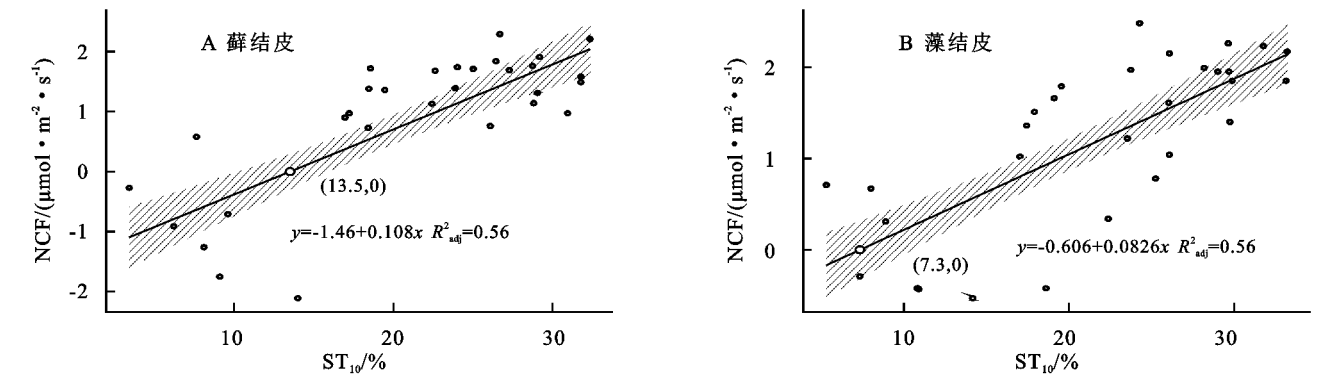 A 藓结皮
NCF/(μmol·m⁻²·s⁻¹)
2
1
0
-1
-2
(13.5,0)
y=-1.46+0.108x R²adj=0.56
10
20
30
ST₁₀/%
B 藻结皮
NCF/(μmol·m⁻²·s⁻¹)
2
1
0
(7.3,0)
y=-0.606+0.0826x R²adj=0.56
10
20
30
ST₁₀/%